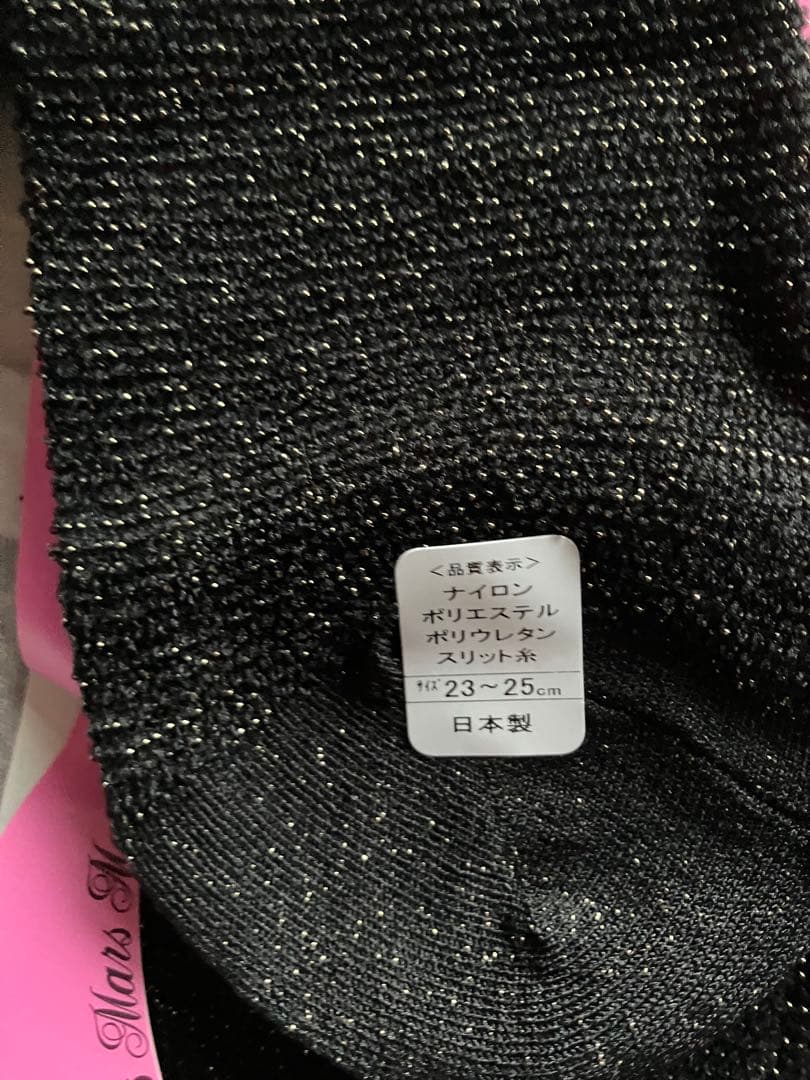 <品質表示>
ナイロン
ポリエステル
ポリウレタン
スリット糸
サイズ 23～25cm
日本製
Mars M